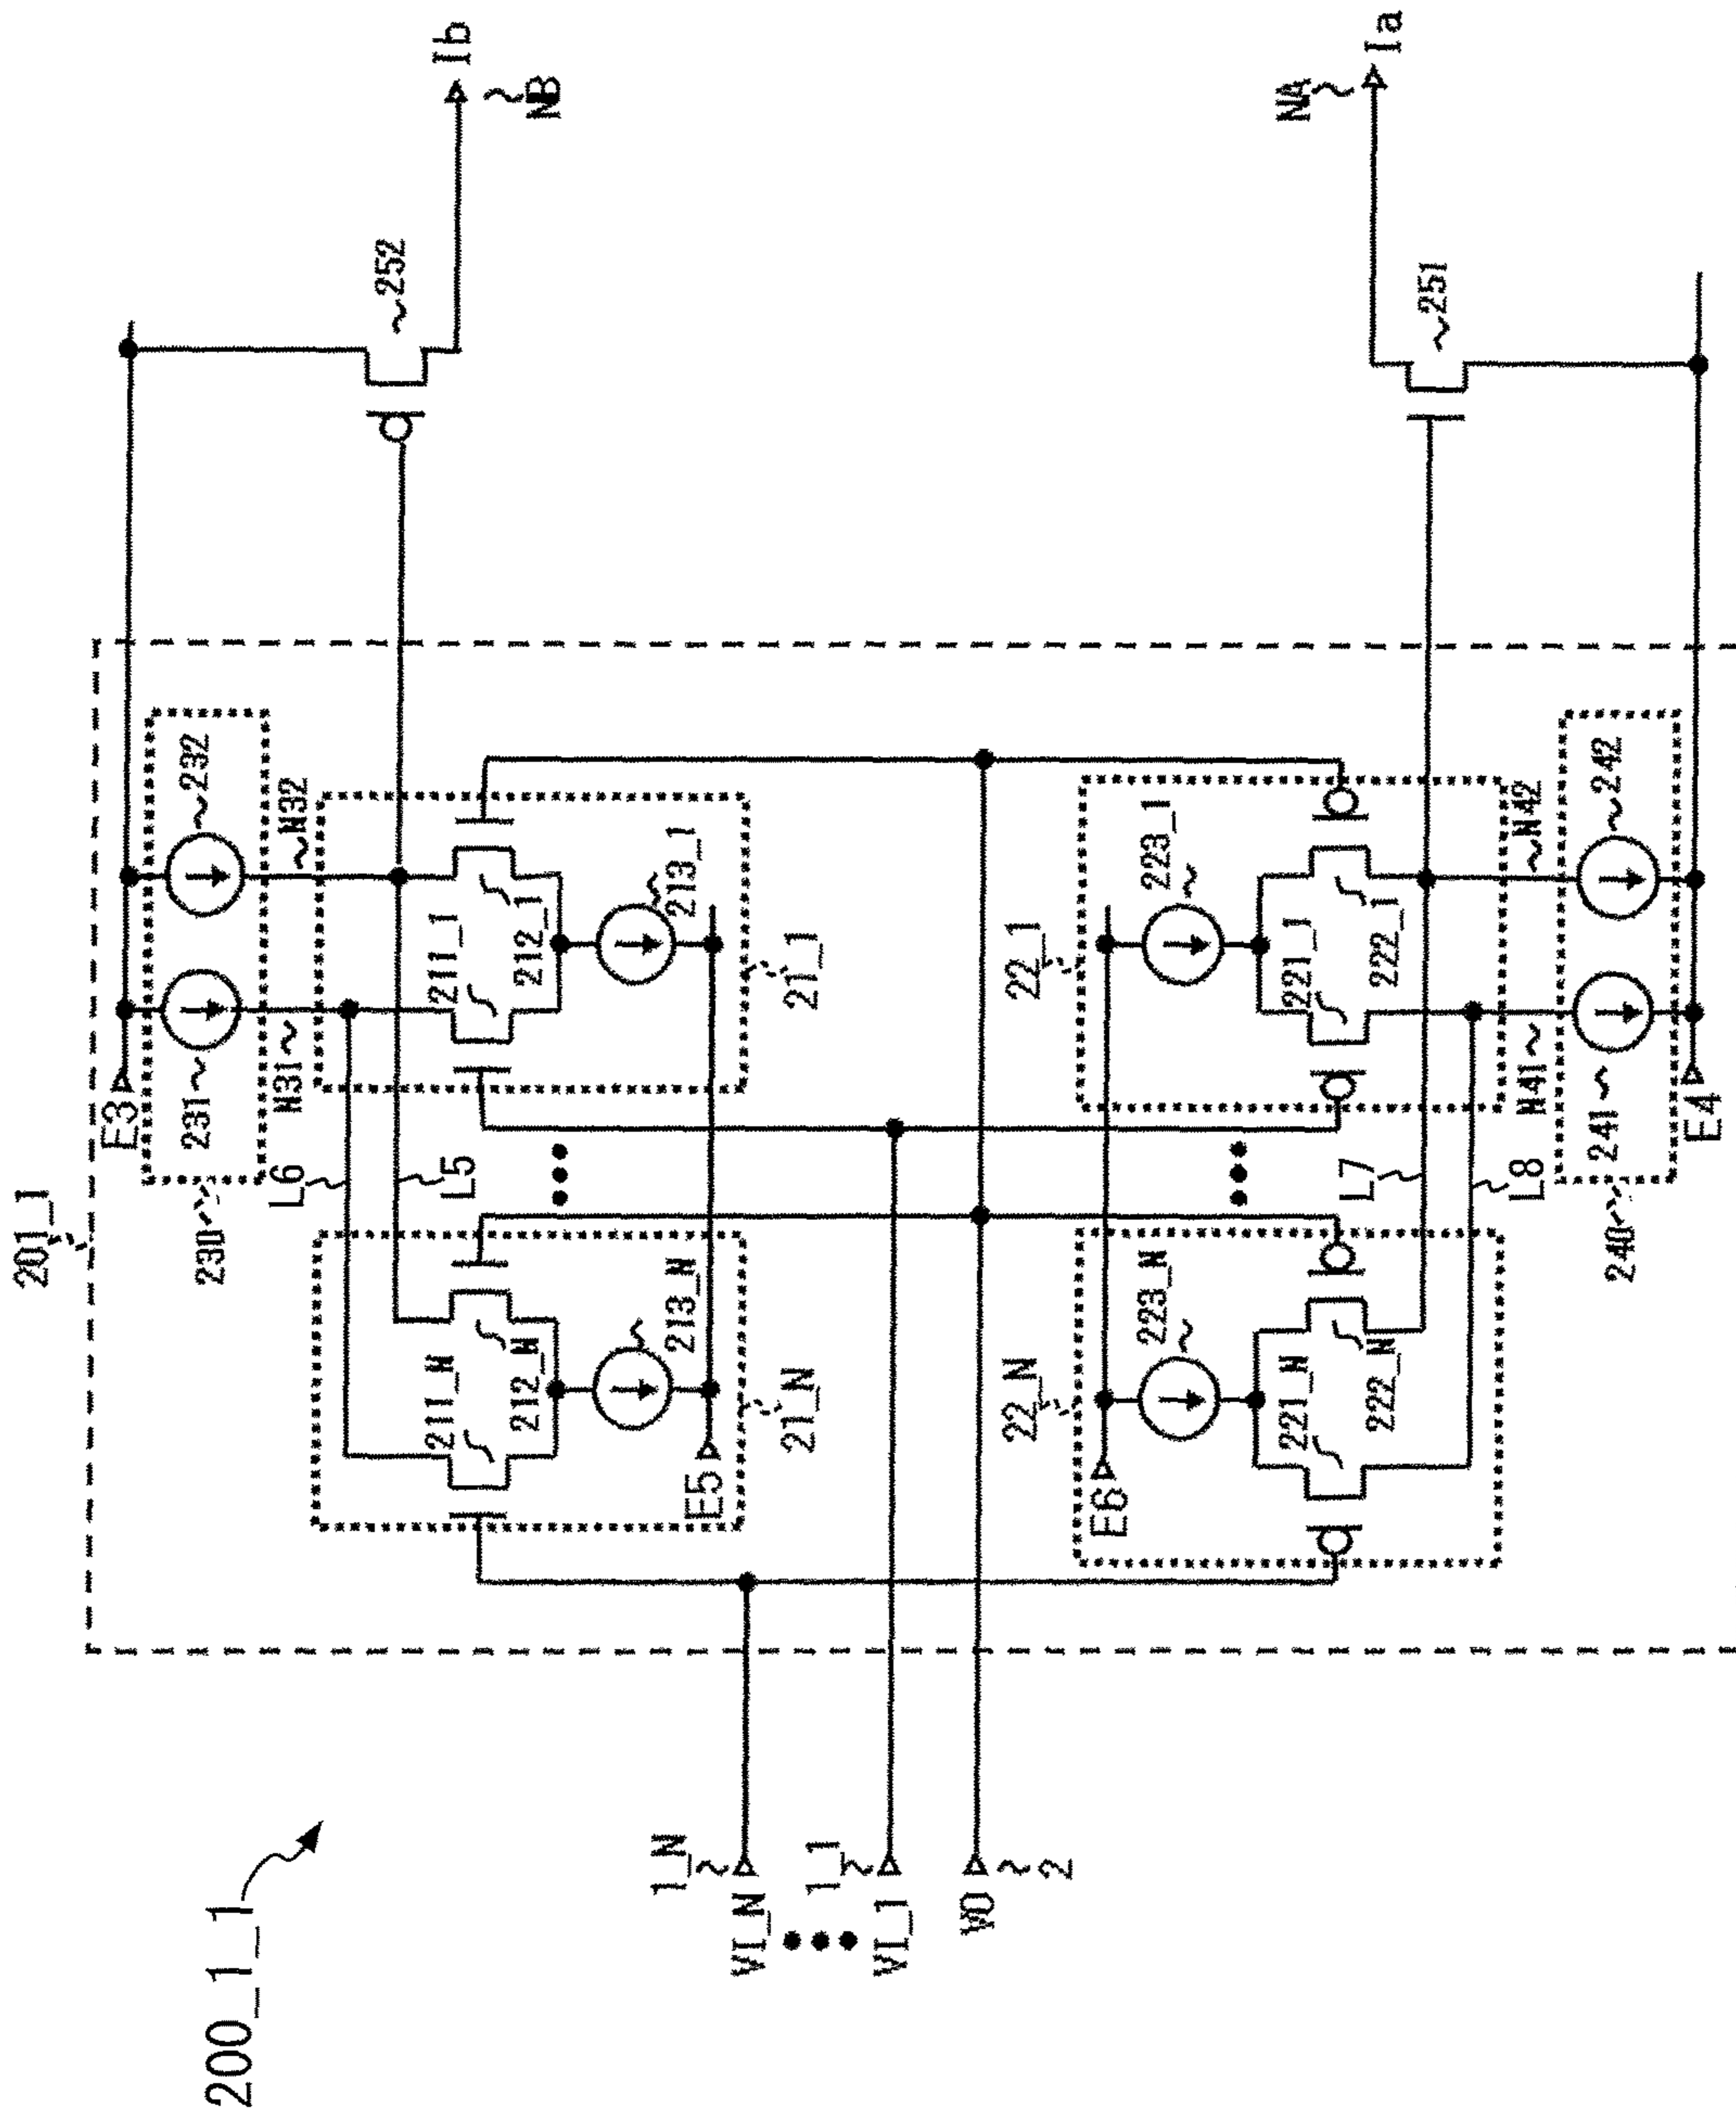 200_1_1
201_1
E3
230
231
232
N31
N32
L6
L5
252
Ib
NB
211_N
212_N
213_N
E5
21_N
211_1
212_1
213_1
21_1
1_N
VI_N
1_1
VI_1
VO
2
22_N
223_N
E6
221_N
222_N
22_1
223_1
221_1
222_1
L7
L8
N41
N42
240
241
242
E4
251
NA
Ia